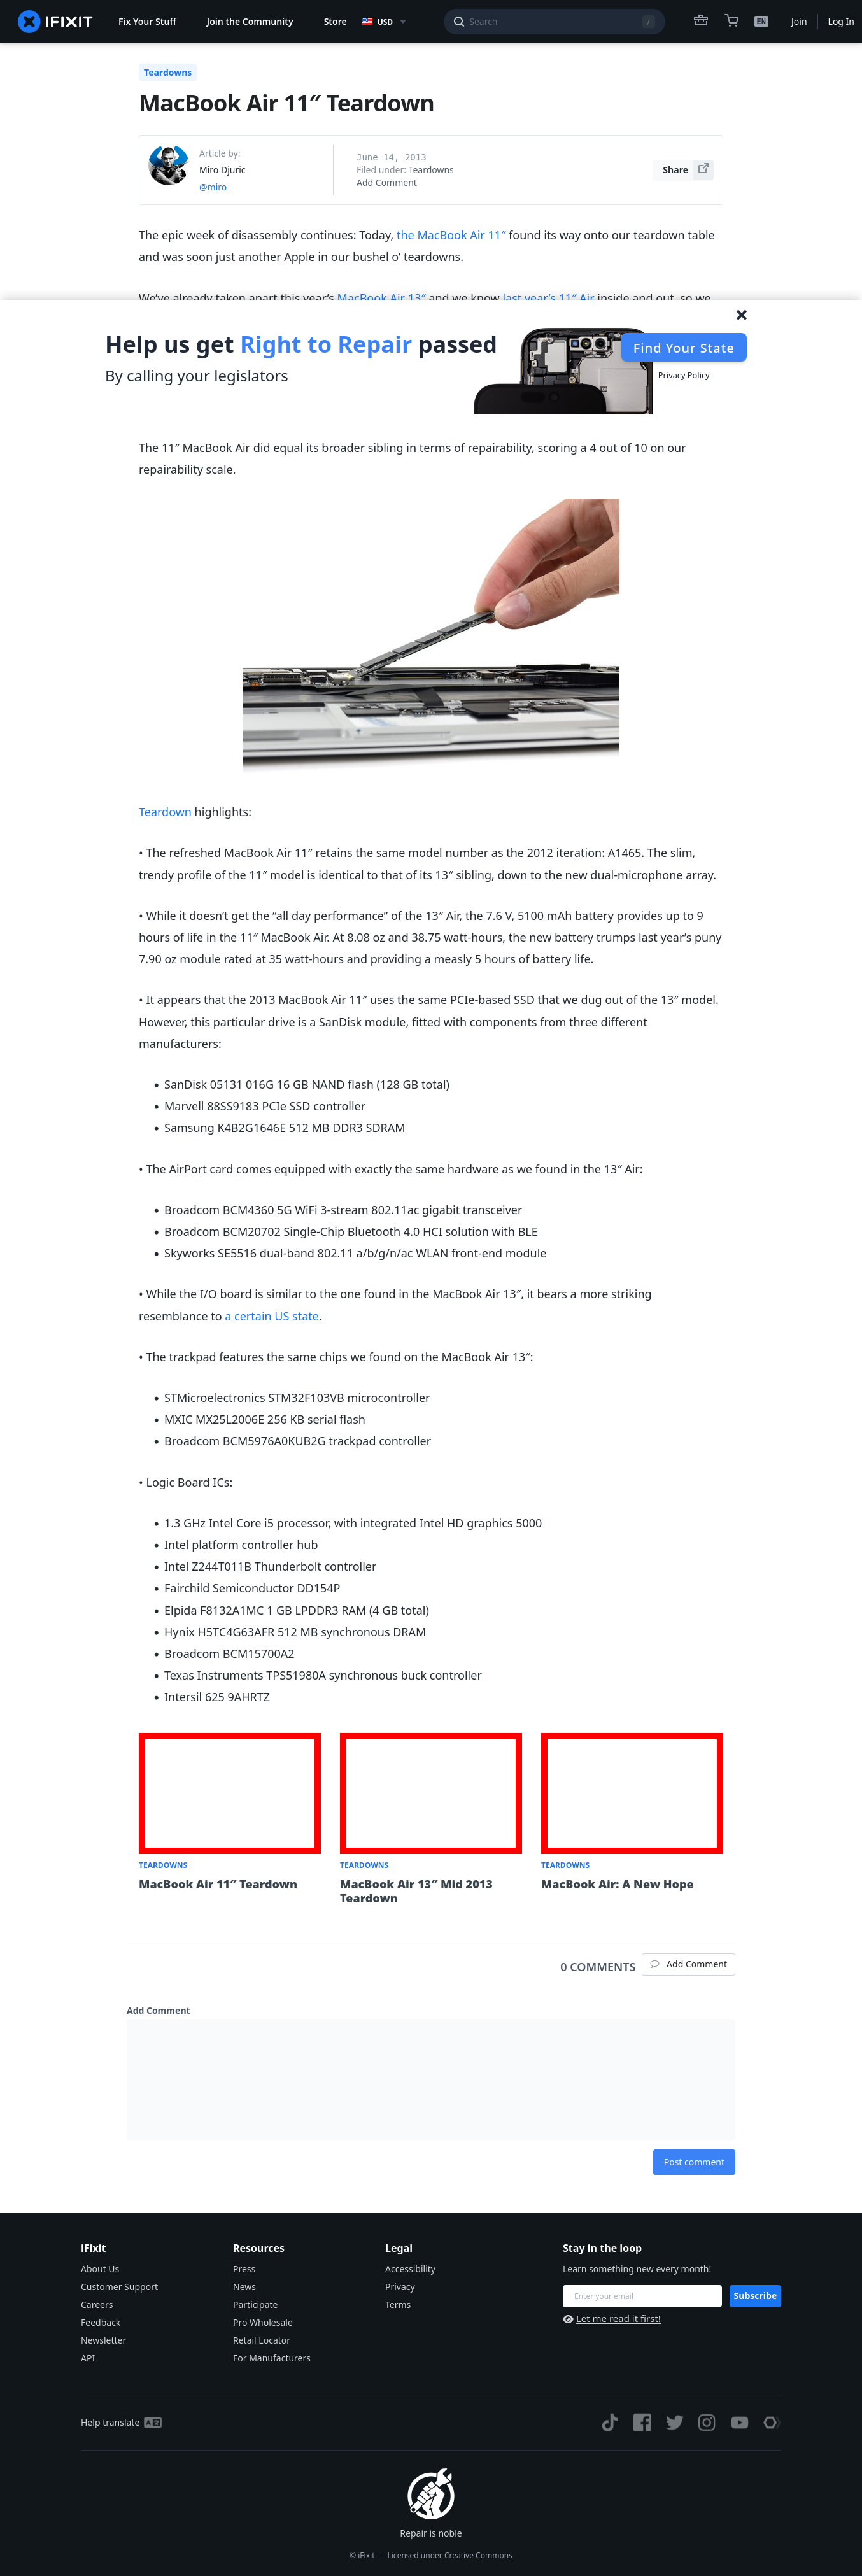 IFIXIT
Fix Your Stuff
Join the Community
Store
USD
Search
/
EN
Join
Log In
Teardowns
MacBook Air 11″ Teardown
Article by:
Miro Djuric
@miro
June 14, 2013
Filed under: Teardowns
Add Comment
Share
The epic week of disassembly continues: Today, the MacBook Air 11″ found its way onto our teardown table
and was soon just another Apple in our bushel o’ teardowns.
We’ve already taken apart this year’s MacBook Air 13″ and we know last year’s 11″ Air inside and out, so we
Help us get Right to Repair passed
By calling your legislators
Find Your State
Privacy Policy
The 11″ MacBook Air did equal its broader sibling in terms of repairability, scoring a 4 out of 10 on our
repairability scale.
Teardown highlights:
• The refreshed MacBook Air 11″ retains the same model number as the 2012 iteration: A1465. The slim,
trendy profile of the 11″ model is identical to that of its 13″ sibling, down to the new dual-microphone array.
• While it doesn’t get the “all day performance” of the 13″ Air, the 7.6 V, 5100 mAh battery provides up to 9
hours of life in the 11″ MacBook Air. At 8.08 oz and 38.75 watt-hours, the new battery trumps last year’s puny
7.90 oz module rated at 35 watt-hours and providing a measly 5 hours of battery life.
• It appears that the 2013 MacBook Air 11″ uses the same PCIe-based SSD that we dug out of the 13″ model.
However, this particular drive is a SanDisk module, fitted with components from three different
manufacturers:
• SanDisk 05131 016G 16 GB NAND flash (128 GB total)
• Marvell 88SS9183 PCIe SSD controller
• Samsung K4B2G1646E 512 MB DDR3 SDRAM
• The AirPort card comes equipped with exactly the same hardware as we found in the 13″ Air:
• Broadcom BCM4360 5G WiFi 3-stream 802.11ac gigabit transceiver
• Broadcom BCM20702 Single-Chip Bluetooth 4.0 HCI solution with BLE
• Skyworks SE5516 dual-band 802.11 a/b/g/n/ac WLAN front-end module
• While the I/O board is similar to the one found in the MacBook Air 13″, it bears a more striking
resemblance to a certain US state.
• The trackpad features the same chips we found on the MacBook Air 13″:
• STMicroelectronics STM32F103VB microcontroller
• MXIC MX25L2006E 256 KB serial flash
• Broadcom BCM5976A0KUB2G trackpad controller
• Logic Board ICs:
• 1.3 GHz Intel Core i5 processor, with integrated Intel HD graphics 5000
• Intel platform controller hub
• Intel Z244T011B Thunderbolt controller
• Fairchild Semiconductor DD154P
• Elpida F8132A1MC 1 GB LPDDR3 RAM (4 GB total)
• Hynix H5TC4G63AFR 512 MB synchronous DRAM
• Broadcom BCM15700A2
• Texas Instruments TPS51980A synchronous buck controller
• Intersil 625 9AHRTZ
TEARDOWNS
MacBook Air 11″ Teardown
TEARDOWNS
MacBook Air 13″ Mid 2013
Teardown
TEARDOWNS
MacBook Air: A New Hope
0 COMMENTS
Add Comment
Add Comment
Post comment
iFixit
About Us
Customer Support
Careers
Feedback
Newsletter
API
Resources
Press
News
Participate
Pro Wholesale
Retail Locator
For Manufacturers
Legal
Accessibility
Privacy
Terms
Stay in the loop
Learn something new every month!
Enter your email
Subscribe
Let me read it first!
Help translate
Repair is noble
© iFixit — Licensed under Creative Commons